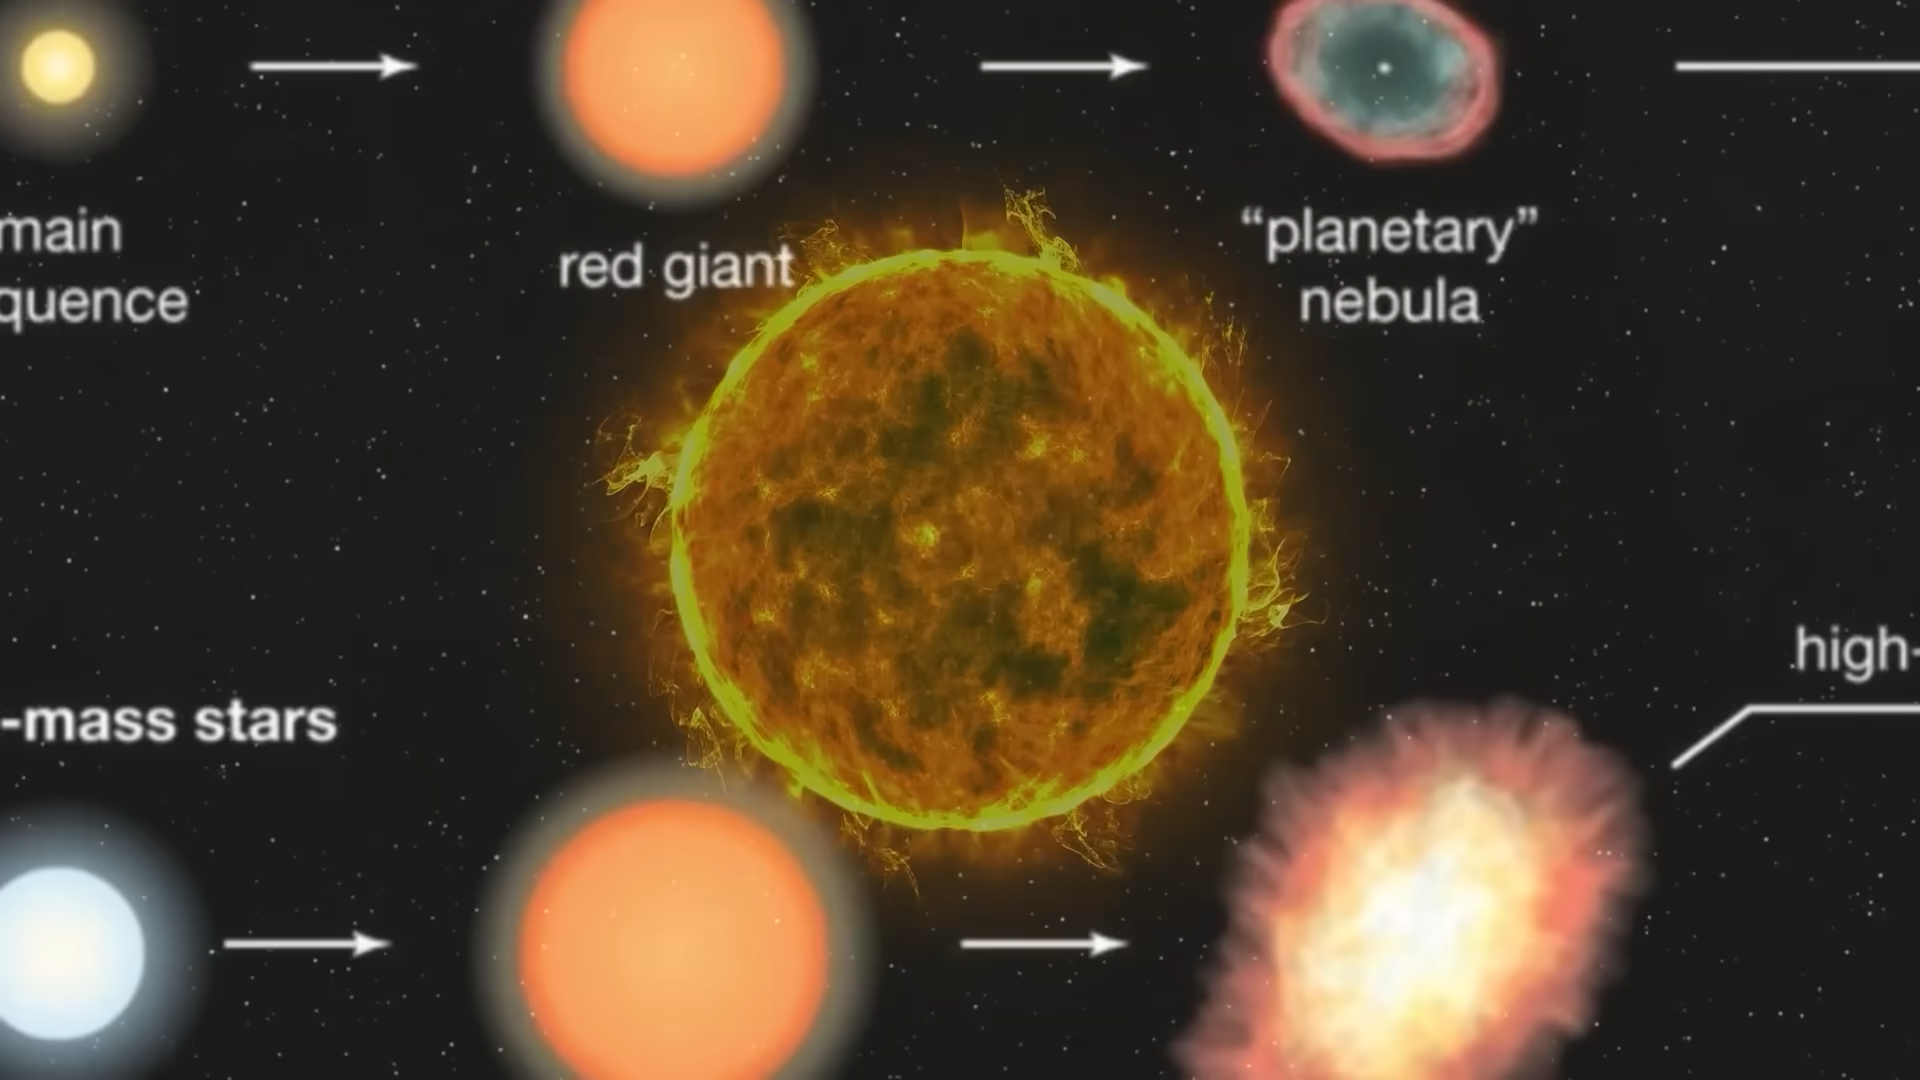 main
quence
red giant
“planetary”
nebula
high-
-mass stars